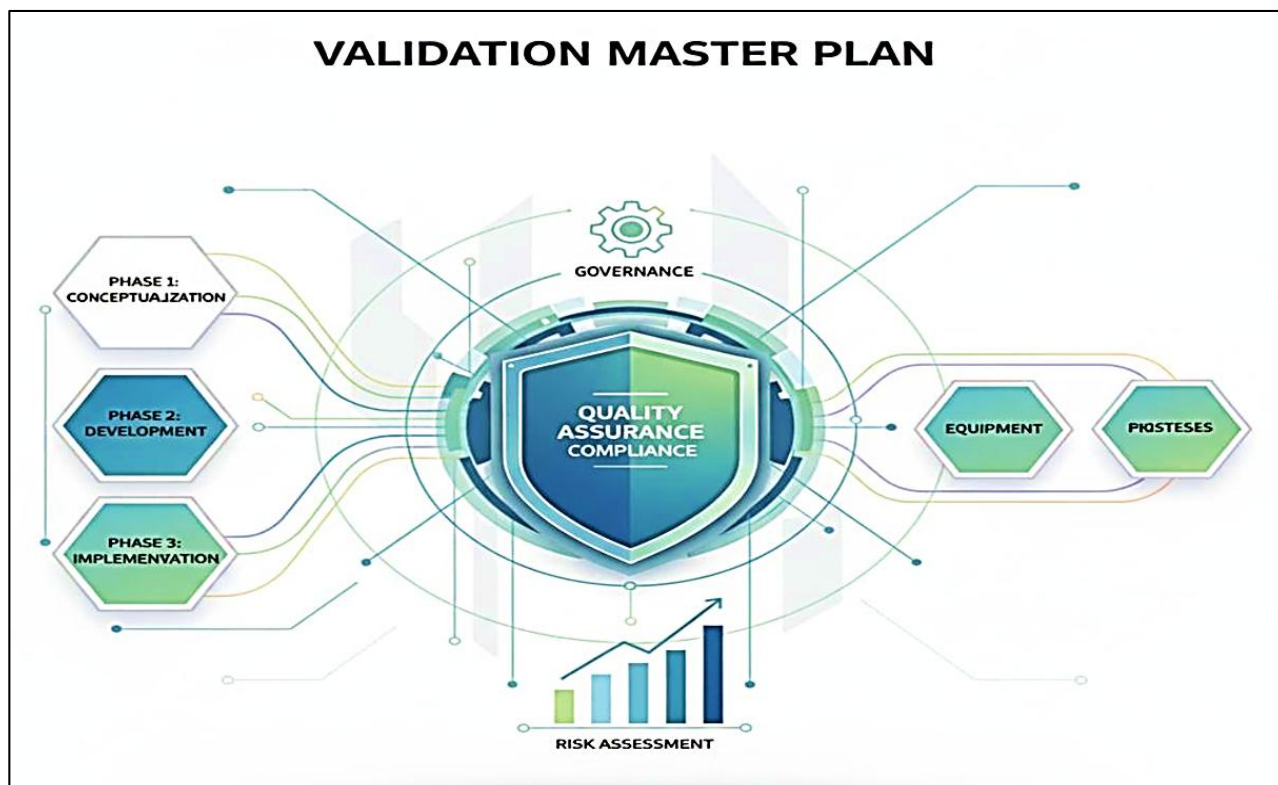 VALIDATION MASTER PLAN
GOVERNANCE
PHASE 1:
CONCEPTUALIZATION
PHASE 2:
DEVELOPMENT
PHASE 3:
IMPLEMENVATION
QUALITY
ASSURANCE
COMPLIANCE
EQUIPMENT
RISK ASSESSMENT